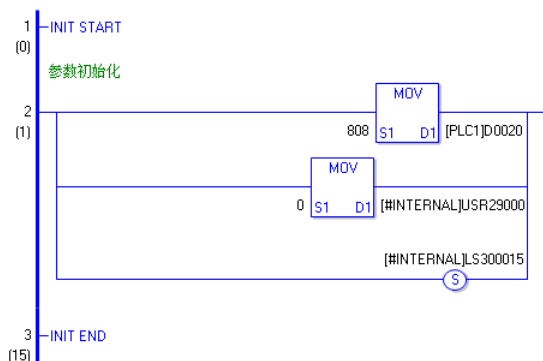 1 INIT START
(0)
参数初始化
2
(1)
MOV
808 S1 D1 [PLC1]D0020
MOV
0 S1 D1 [#INTERNAL]USR29000
[#INTERNAL]LS300015
S
3 INIT END
(15)